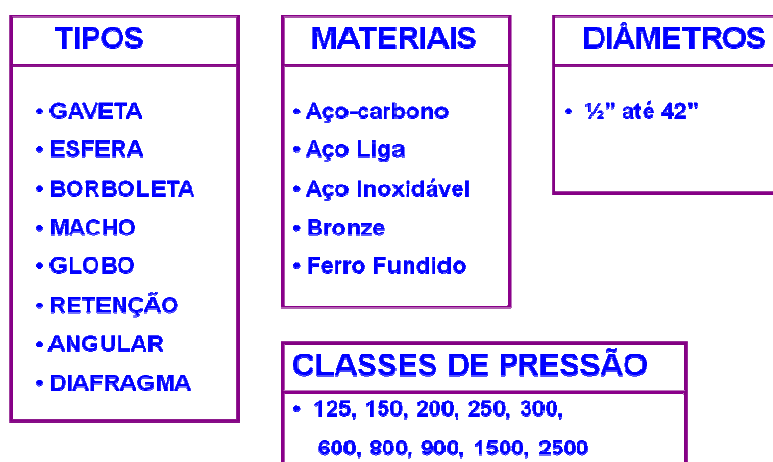 TIPOS
• GAVETA
• ESFERA
• BORBOLETA
• MACHO
• GLOBO
• RETENÇÃO
• ANGULAR
• DIAFRAGMA
MATERIAIS
• Aço-carbono
• Aço Liga
• Aço Inoxidável
• Bronze
• Ferro Fundido
DIÂMETROS
• ½” até 42"
CLASSES DE PRESSÃO
• 125, 150, 200, 250, 300,
600, 800, 900, 1500, 2500